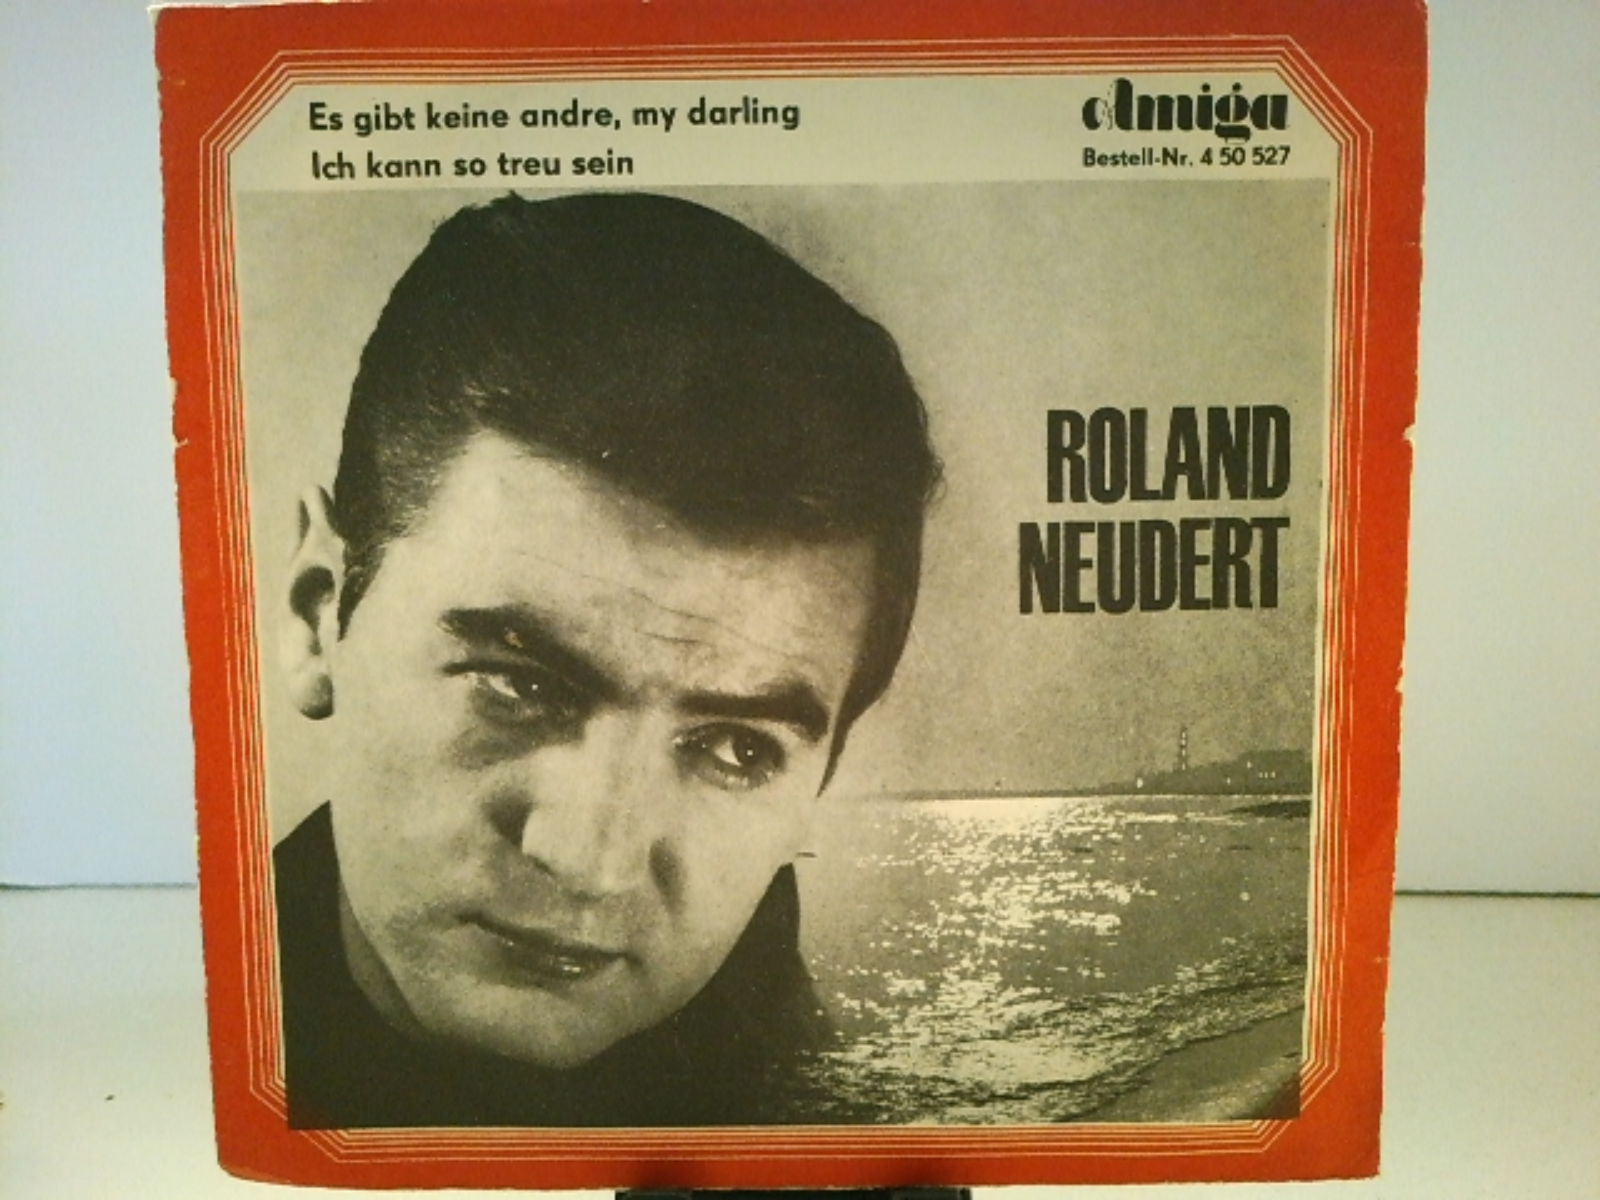 Es gibt keine andre, my darling
Ich kann so treu sein
Amiga
Bestell-Nr. 4 50 527
ROLAND
NEUDERT